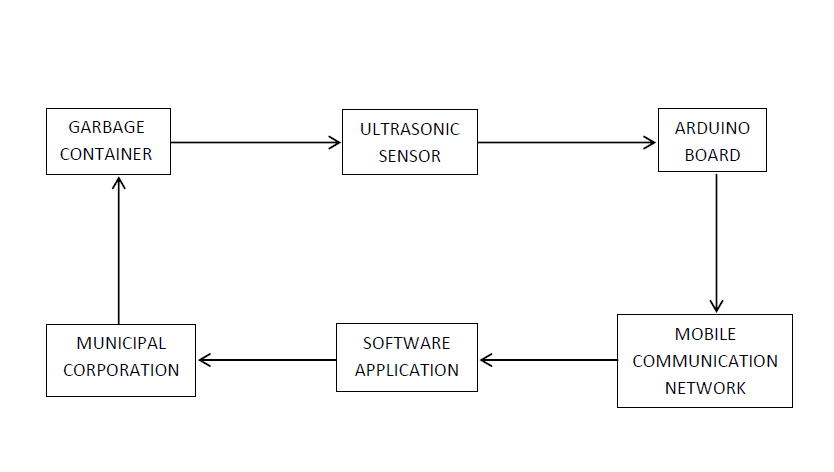 GARBAGE
CONTAINER
ULTRASONIC
SENSOR
ARDUINO
BOARD
MUNICIPAL
CORPORATION
SOFTWARE
APPLICATION
MOBILE
COMMUNICATION
NETWORK